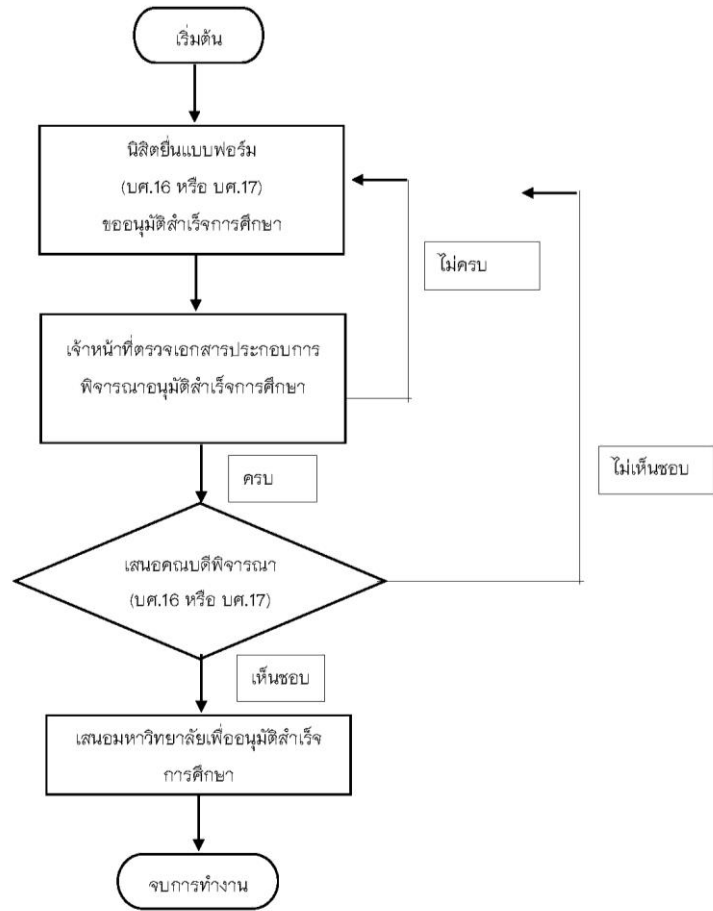 เริ่มต้น
นิสิตยื่นแบบฟอร์ม
(บศ.16 หรือ บศ.17)
ขออนุมัติสำเร็จการศึกษา
ไม่ครบ
เจ้าหน้าที่ตรวจเอกสารประกอบการ
พิจารณาอนุมัติสำเร็จการศึกษา
ครบ
ไม่เห็นชอบ
เสนอคณบดีพิจารณา
(บศ.16 หรือ บศ.17)
เห็นชอบ
เสนอมหาวิทยาลัยเพื่ออนุมัติสำเร็จ
การศึกษา
จบการทำงาน